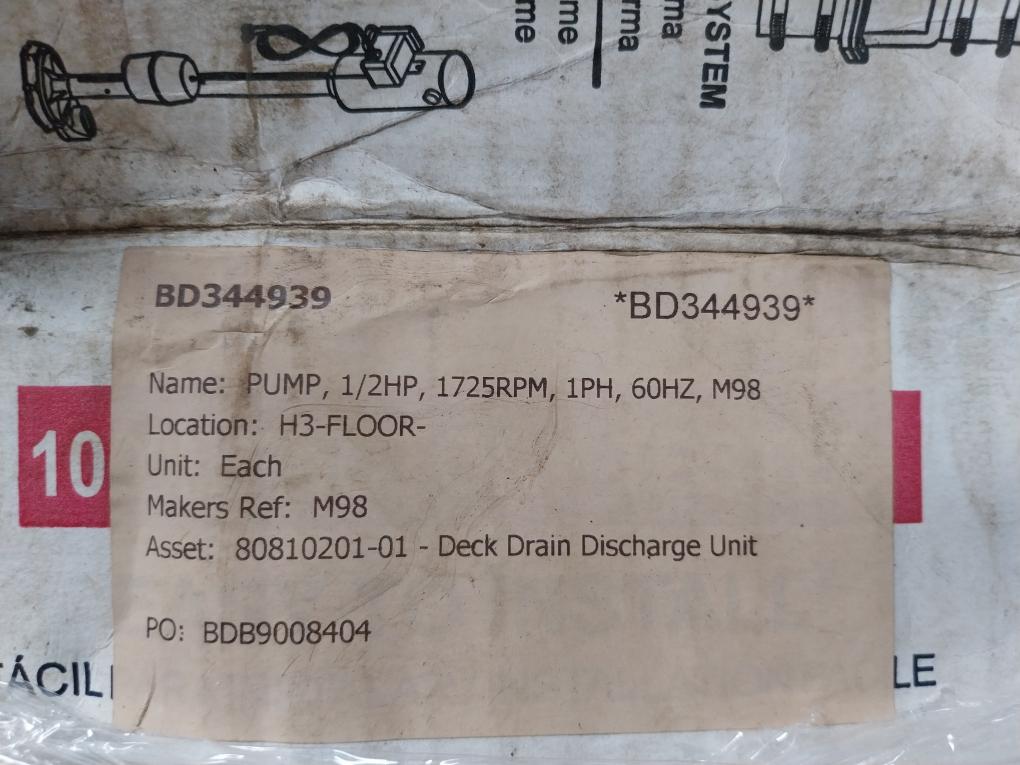 me
me
rma
ma
YSTEM
BD344939 *BD344939*
Name: PUMP, 1/2HP, 1725RPM, 1PH, 60HZ, M98
Location: H3-FLOOR-
Unit: Each
Makers Ref: M98
10
Asset: 80810201-01 - Deck Drain Discharge Unit
PO: BDB9008404
ÁCIL LE